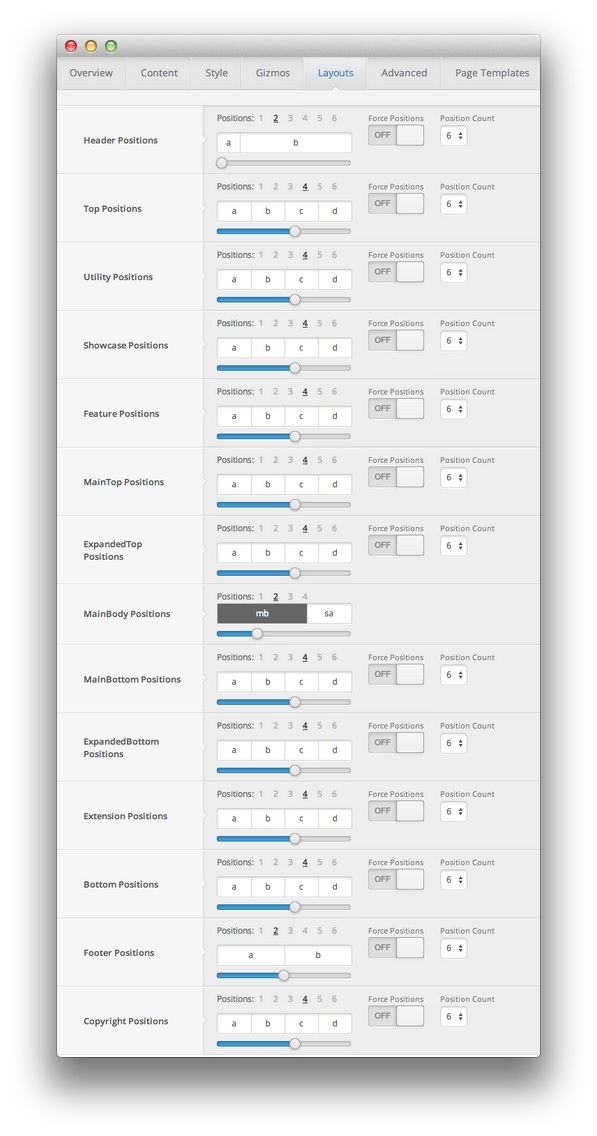 Overview Content Style Gizmos Layouts Advanced Page Templates
Header Positions
Positions: 1 2 3 4 5 6 Force Positions Position Count
a b OFF 6
Top Positions
Positions: 1 2 3 4 5 6 Force Positions Position Count
a b c d OFF 6
Utility Positions
Positions: 1 2 3 4 5 6 Force Positions Position Count
a b c d OFF 6
Showcase Positions
Positions: 1 2 3 4 5 6 Force Positions Position Count
a b c d OFF 6
Feature Positions
Positions: 1 2 3 4 5 6 Force Positions Position Count
a b c d OFF 6
MainTop Positions
Positions: 1 2 3 4 5 6 Force Positions Position Count
a b c d OFF 6
ExpandedTop
Positions
Positions: 1 2 3 4 5 6 Force Positions Position Count
a b c d OFF 6
MainBody Positions
Positions: 1 2 3 4
mb sa
MainBottom Positions
Positions: 1 2 3 4 5 6 Force Positions Position Count
a b c d OFF 6
ExpandedBottom
Positions
Positions: 1 2 3 4 5 6 Force Positions Position Count
a b c d OFF 6
Extension Positions
Positions: 1 2 3 4 5 6 Force Positions Position Count
a b c d OFF 6
Bottom Positions
Positions: 1 2 3 4 5 6 Force Positions Position Count
a b c d OFF 6
Footer Positions
Positions: 1 2 3 4 5 6 Force Positions Position Count
a b OFF 6
Copyright Positions
Positions: 1 2 3 4 5 6 Force Positions Position Count
a b c d OFF 6